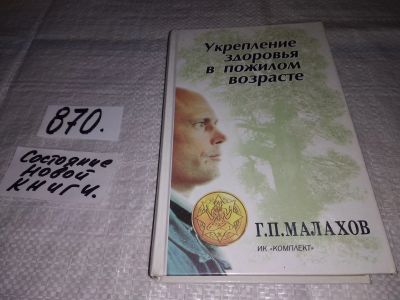 870.
Состояние
новой
книги.
Укрепление
здоровья
в пожилом
возрасте
Г.П.МАЛАХОВ
ИК «КОМПЛЕКТ»